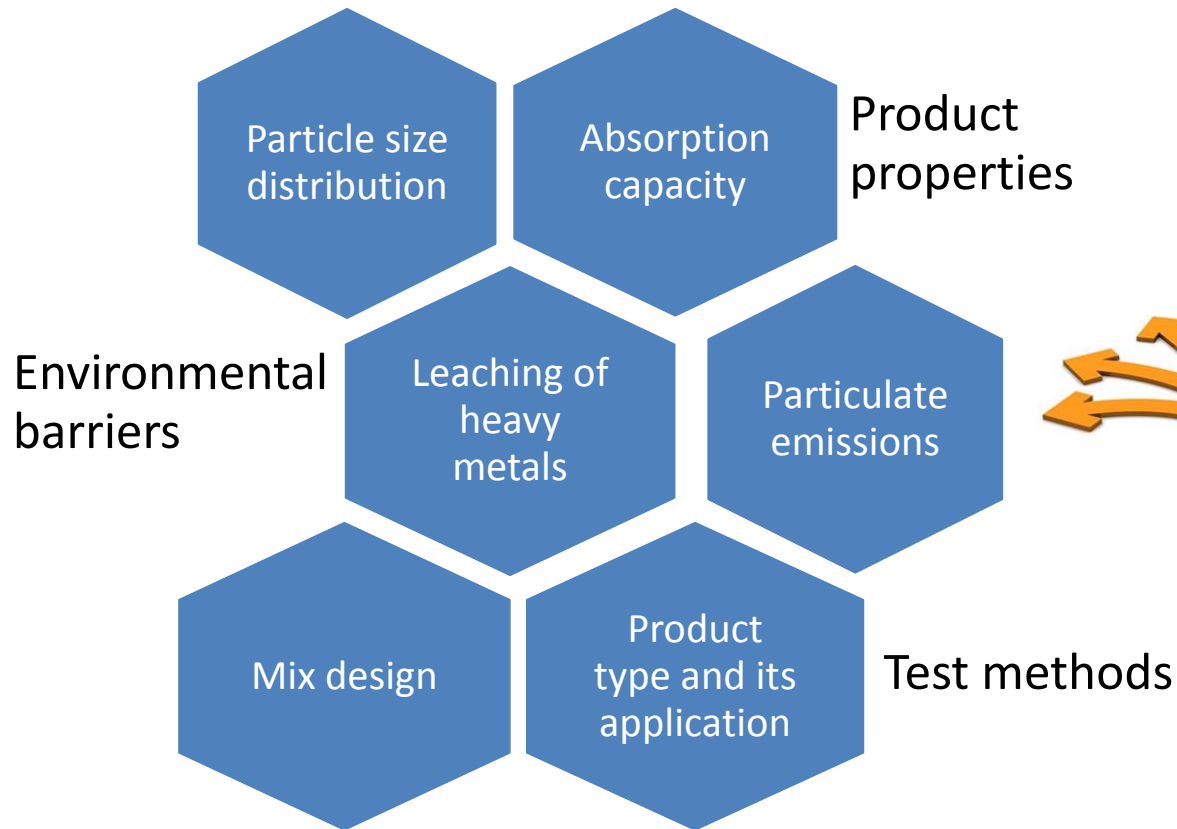 Particle size
distribution
Absorption
capacity
Product
properties
Environmental
barriers
Leaching of
heavy
metals
Particulate
emissions
Mix design
Product
type and its
application
Test methods